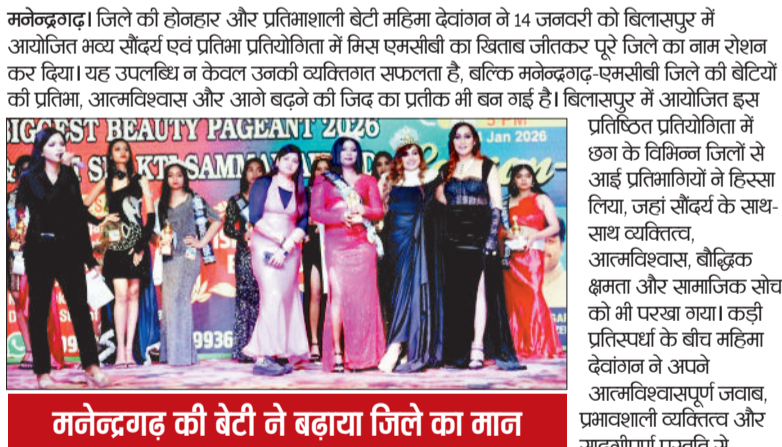 मनेन्द्रगढ़। जिले की होनहार और प्रतिभाशाली बेटी महिमा देवांगन ने 14 जनवरी को बिलासपुर में
आयोजित भव्य सौंदर्य एवं प्रतिभा प्रतियोगिता में मिस एमसीबी का खिताब जीतकर पूरे जिले का नाम रोशन
कर दिया। यह उपलब्धि न केवल उनकी व्यक्तिगत सफलता है, बल्कि मनेन्द्रगढ़-एमसीबी जिले की बेटियों
की प्रतिभा, आत्मविश्वास और आगे बढ़ने की जिद का प्रतीक भी बन गई है। बिलासपुर में आयोजित इस
प्रतिष्ठित प्रतियोगिता में
छग के विभिन्न जिलों से
आई प्रतिभागियों ने हिस्सा
लिया, जहां सौंदर्य के साथ-
साथ व्यक्तित्व,
आत्मविश्वास, बौद्धिक
क्षमता और सामाजिक सोच
को भी परखा गया। कड़ी
प्रतिस्पर्धा के बीच महिमा
देवांगन ने अपने
आत्मविश्वासपूर्ण जवाब,
प्रभावशाली व्यक्तित्व और
BIGGEST BEAUTY PAGEANT 2026
SAMMA
5 PM
Jan 2026
9936
मनेन्द्रगढ़ की बेटी ने बढ़ाया जिले का मान